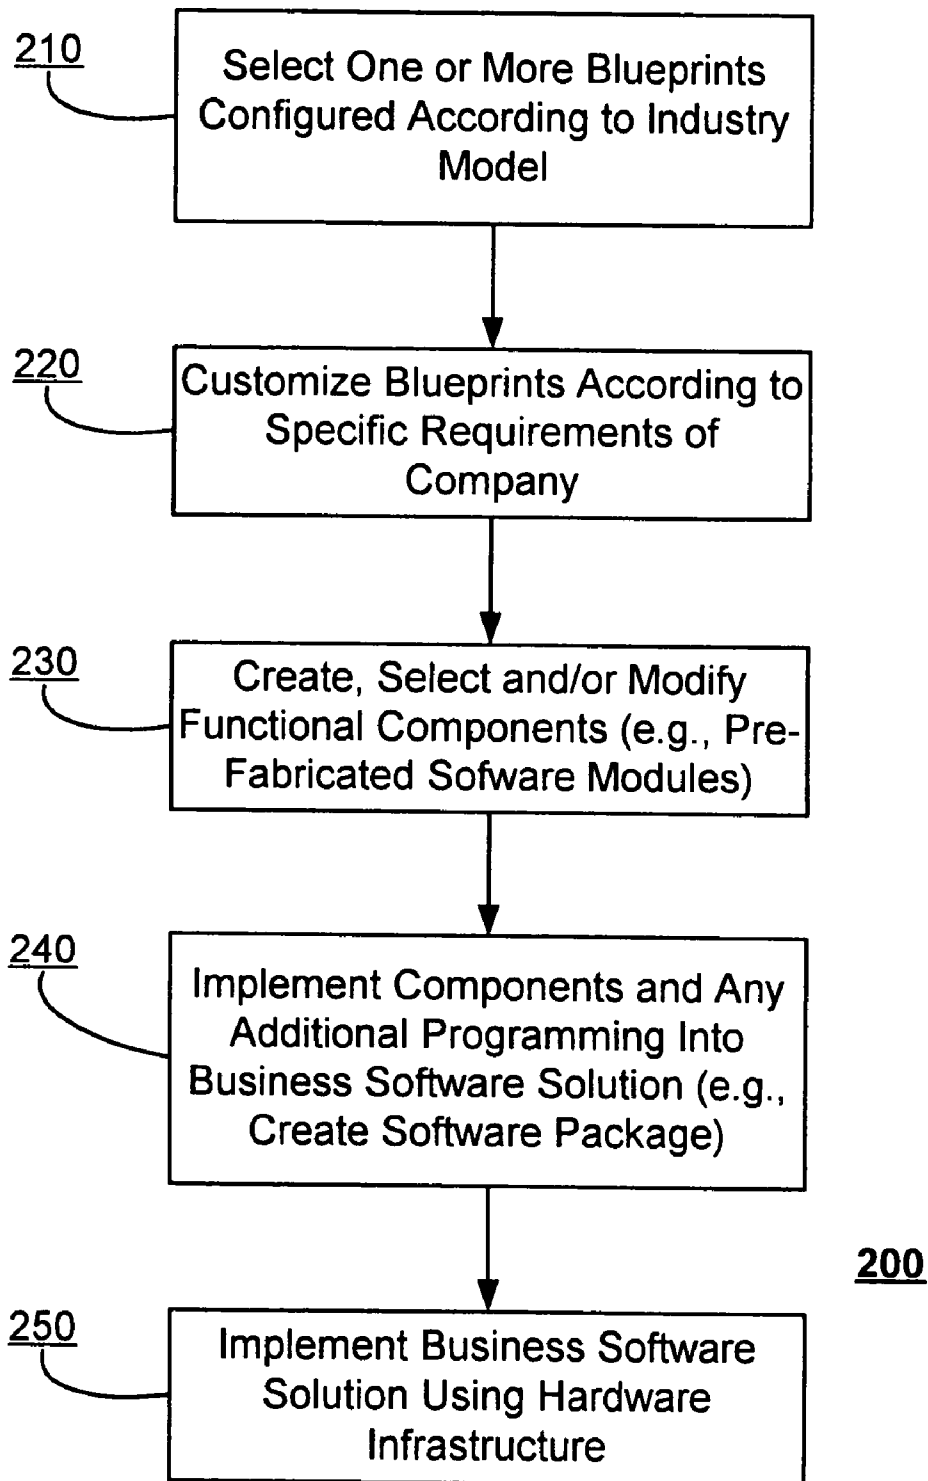 210
Select One or More Blueprints
Configured According to Industry
Model
220
Customize Blueprints According to
Specific Requirements of
Company
230
Create, Select and/or Modify
Functional Components (e.g., Pre-
Fabricated Sofware Modules)
240
Implement Components and Any
Additional Programming Into
Business Software Solution (e.g.,
Create Software Package)
200
250
Implement Business Software
Solution Using Hardware
Infrastructure